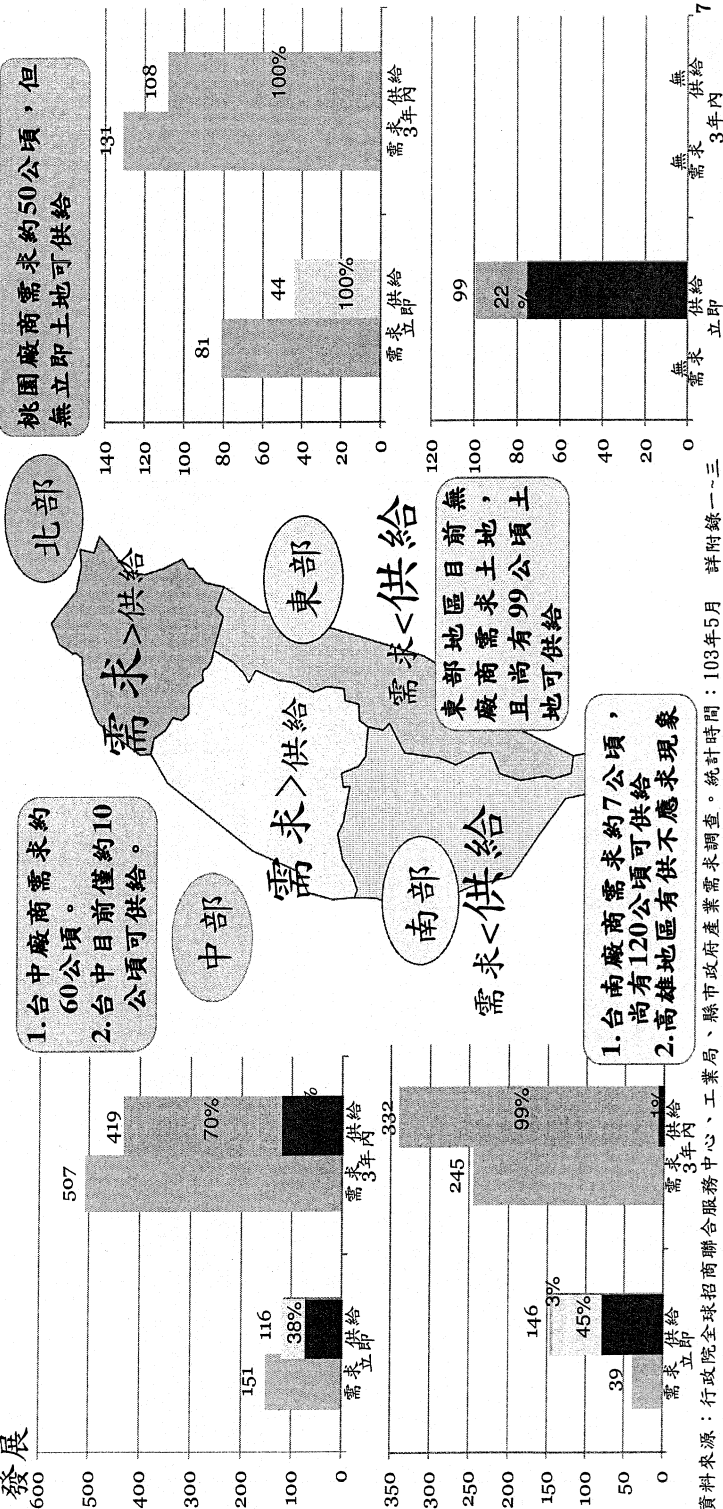 發展
600
500
400
300
200
100
0
151
116
38%
507
419
70%
%
需求 供給
立即
需求 供給
3年內
1.台中廠商需求約
60公頃。
2.台中目前僅約10
公頃可供給。
中部
需求>供給
北部
需求>供給
桃園廠商需求約50公頃，但
無立即土地可供給
140
120
100
80
60
40
20
0
81
44
100%
131
108
100%
需求 供給
立即
需求 供給
3年內
350
300
250
200
150
100
50
0
39
146
3%
45%
245
332
99%
1%
需求 供給
立即
需求 供給
3年內
南部
需求<供給
1.台南廠商需求約7公頃，
尚有120公頃可供給
2.高雄地區有供不應求現象
東部
需求<供給
東部地區目前無
廠商需求土地，
且尚有99公頃土
地可供給
120
100
80
60
40
20
0
99
22
%
無
需求 供給
立即
無 無
需求 供給
3年內
資料來源：行政院全球招商聯合服務中心、工業局、縣市政府產業需求調查。統計時間：103年5月 詳附錄一~三
7